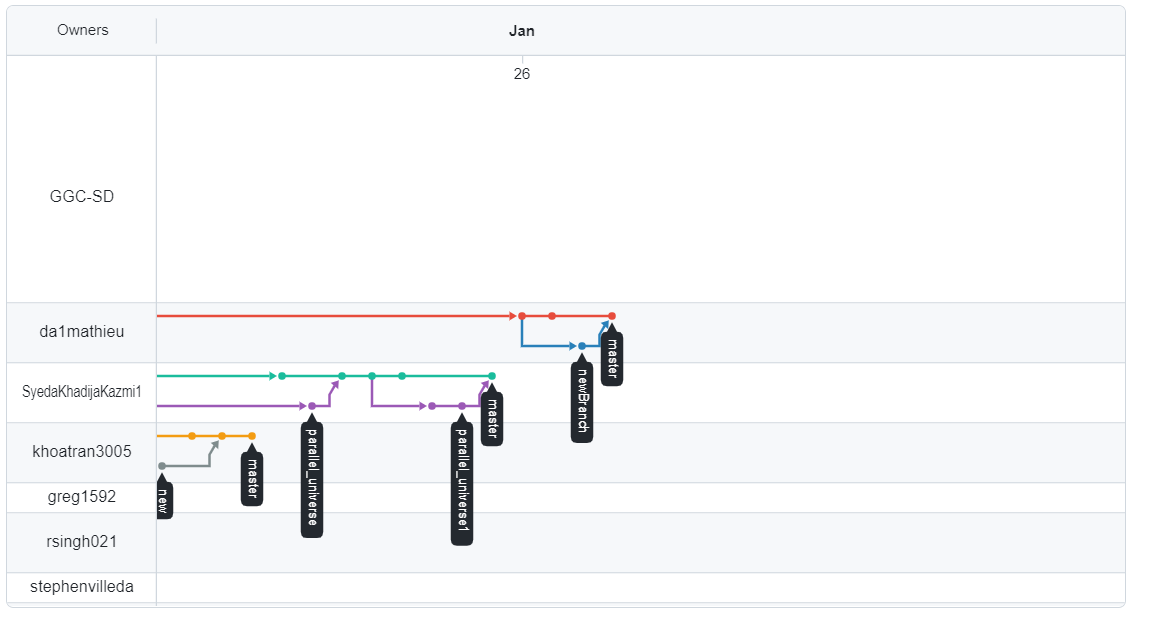 Owners
Jan
26
GGC-SD
da1mathieu
master
SyedaKhadijaKazmi1
newBranch
master
khoatran3005
parallel_universe
parallel_universe1
master
greg1592
new
rsingh021
stephenvilleda